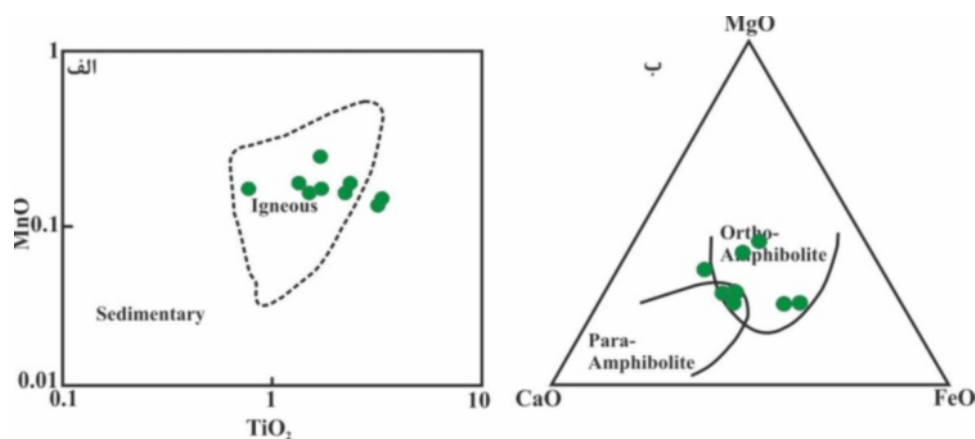 الف
1
0.1
0.01
MnO
Igneous
Sedimentary
0.1
1
10
TiO₂
ب
MgO
Ortho-
Amphibolite
Para-
Amphibolite
CaO
FeO